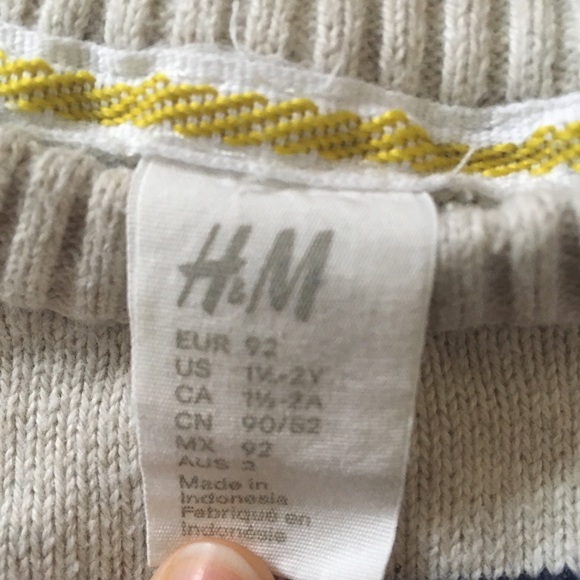 H&M
EUR 92
US 1½-2Y
CA 1½-2A
CN 90/52
MX 92
AUS 2
Made in
Indonesia
Fabriqué en
Indonésie